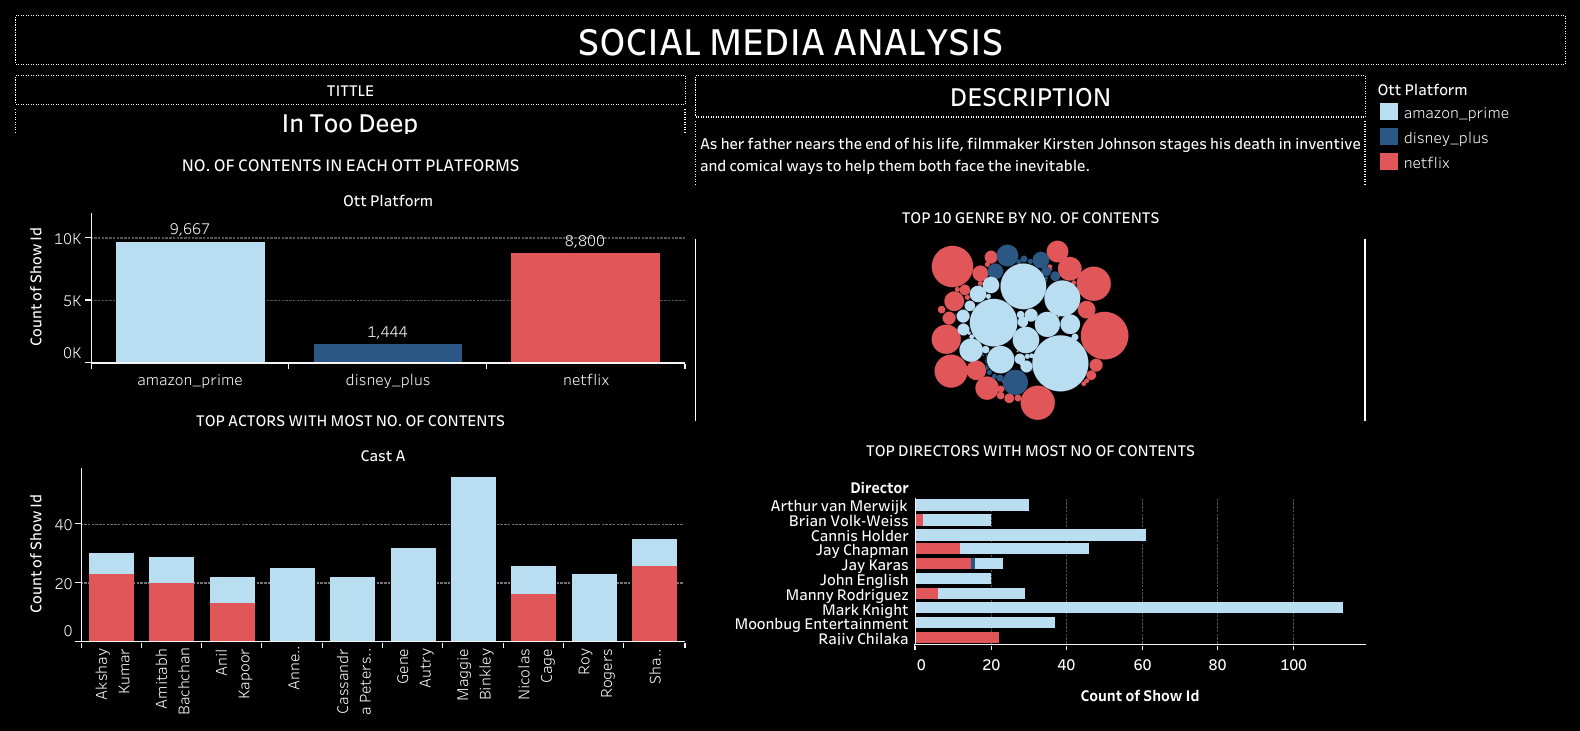 SOCIAL MEDIA ANALYSIS
TITTLE
In Too Deep
DESCRIPTION
As her father nears the end of his life, filmmaker Kirsten Johnson stages his death in inventive
and comical ways to help them both face the inevitable.
Ott Platform
amazon_prime
disney_plus
netflix
NO. OF CONTENTS IN EACH OTT PLATFORMS
Ott Platform
Count of Show Id
10K
5K
0K
9,667
1,444
8,800
amazon_prime
disney_plus
netflix
TOP 10 GENRE BY NO. OF CONTENTS
TOP ACTORS WITH MOST NO. OF CONTENTS
Cast A
Count of Show Id
40
20
0
Akshay
Kumar
Amitabh
Bachchan
Anil
Kapoor
Anne..
Cassandr
a Peters..
Gene
Autry
Maggie
Binkley
Nicolas
Cage
Roy
Rogers
Sha..
TOP DIRECTORS WITH MOST NO OF CONTENTS
Director
Arthur van Merwijk
Brian Volk-Weiss
Cannis Holder
Jay Chapman
Jay Karas
John English
Manny Rodriguez
Mark Knight
Moonbug Entertainment
Rajiv Chilaka
0
20
40
60
80
100
Count of Show Id